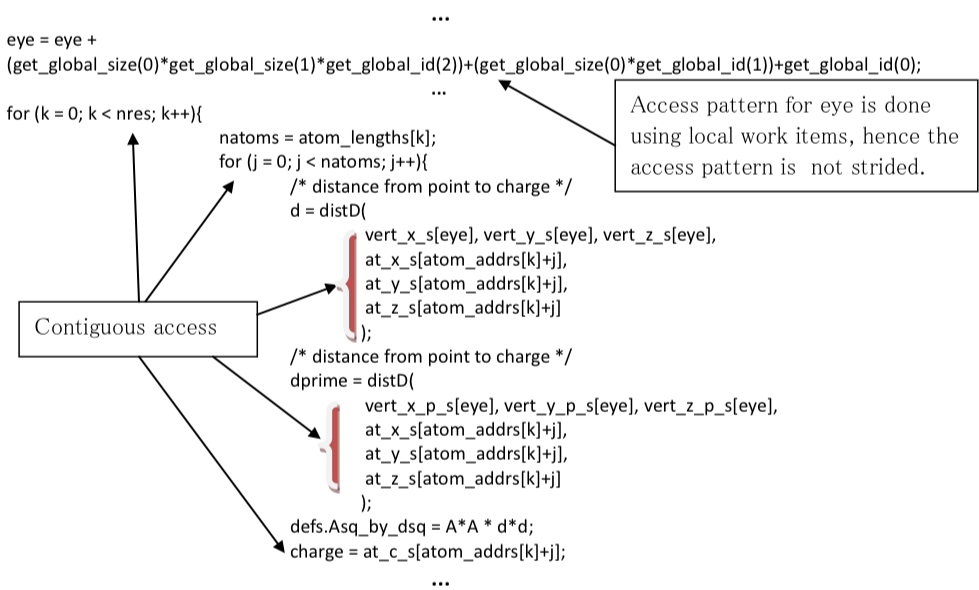 ...
eye = eye +
(get_global_size(0)*get_global_size(1)*get_global_id(2))+(get_global_size(0)*get_global_id(1))+get_global_id(0);
...
Access pattern for eye is done
using local work items, hence the
access pattern is not strided.
for (k = 0; k < nres; k++){
natoms = atom_lengths[k];
for (j = 0; j < natoms; j++){
/* distance from point to charge */
d = distD(
vert_x_s[eye], vert_y_s[eye], vert_z_s[eye],
at_x_s[atom_addrs[k]+j],
at_y_s[atom_addrs[k]+j],
at_z_s[atom_addrs[k]+j]
);
Contiguous access
/* distance from point to charge */
dprime = distD(
vert_x_p_s[eye], vert_y_p_s[eye], vert_z_p_s[eye],
at_x_s[atom_addrs[k]+j],
at_y_s[atom_addrs[k]+j],
at_z_s[atom_addrs[k]+j]
);
defs.Asq_by_dsq = A*A * d*d;
charge = at_c_s[atom_addrs[k]+j];
...